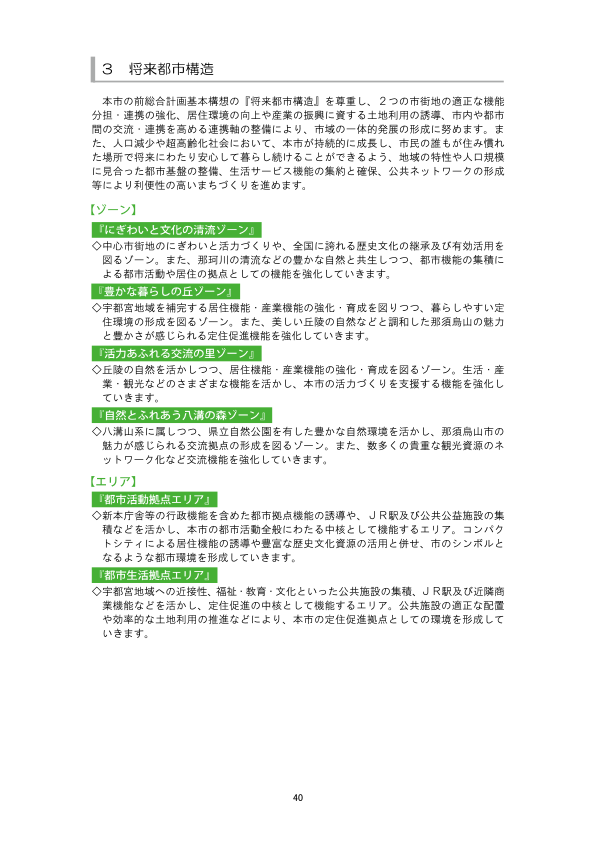 ３　将来都市構造
　本市の前総合計画基本構想の『将来都市構造』を尊重し、２つの市街地の適正な機能
分担・連携の強化、居住環境の向上や産業の振興に資する土地利用の誘導、市内や都市
間の交流・連携を高める連携軸の整備により、市域の一体的発展の形成に努めます。ま
た、人口減少や超高齢化社会において、本市が持続的に成長し、市民の誰もが住み慣れ
た場所で将来にわたり安心して暮らし続けることができるよう、地域の特性や人口規模
に見合った都市基盤の整備、生活サービス機能の集約と確保、公共ネットワークの形成
等により利便性の高いまちづくりを進めます。
【ゾーン】
『にぎわいと文化の清流ゾーン』
◇中心市街地のにぎわいと活力づくりや、全国に誇れる歴史文化の継承及び有効活用を
図るゾーン。また、那珂川の清流などの豊かな自然と共生しつつ、都市機能の集積に
よる都市活動や居住の拠点としての機能を強化していきます。
『豊かな暮らしの丘ゾーン』
◇宇都宮地域を補完する居住機能・産業機能の強化・育成を図りつつ、暮らしやすい定
住環境の形成を図るゾーン。また、美しい丘陵の自然などと調和した那須烏山の魅力
と豊かさが感じられる定住促進機能を強化していきます。
『活力あふれる交流の里ゾーン』
◇丘陵の自然を活かしつつ、居住機能・産業機能の強化・育成を図るゾーン。生活・産
業・観光などのさまざまな機能を活かし、本市の活力づくりを支援する機能を強化し
ていきます。
『自然とふれあう八溝の森ゾーン』
◇八溝山系に属しつつ、県立自然公園を有した豊かな自然環境を活かし、那須烏山市の
魅力が感じられる交流拠点の形成を図るゾーン。また、数多くの貴重な観光資源のネ
ットワーク化など交流機能を強化していきます。
【エリア】
『都市活動拠点エリア』
◇新本庁舎等の行政機能を含めた都市拠点機能の誘導や、ＪＲ駅及び公共公益施設の集
積などを活かし、本市の都市活動全般にわたる中核として機能するエリア。コンパク
トシティによる居住機能の誘導や豊富な歴史文化資源の活用と併せ、市のシンボルと
なるような都市環境を形成していきます。
『都市生活拠点エリア』
◇宇都宮地域への近接性、福祉・教育・文化といった公共施設の集積、ＪＲ駅及び近隣商
業機能などを活かし、定住促進の中核として機能するエリア。公共施設の適正な配置
や効率的な土地利用の推進などにより、本市の定住促進拠点としての環境を形成して
いきます。
40